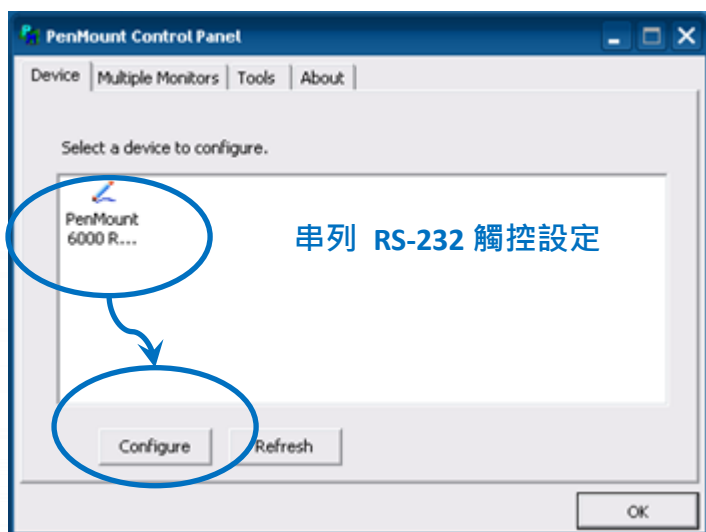 PenMount Control Panel
Device Multiple Monitors Tools About
Select a device to configure.
PenMount
6000 R...
串列 RS-232 觸控設定
Configure Refresh
OK